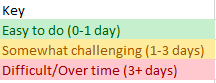 Key
Easy to do (0-1 day)
Somewhat challenging (1-3 days)
Difficult/Over time (3+ days)